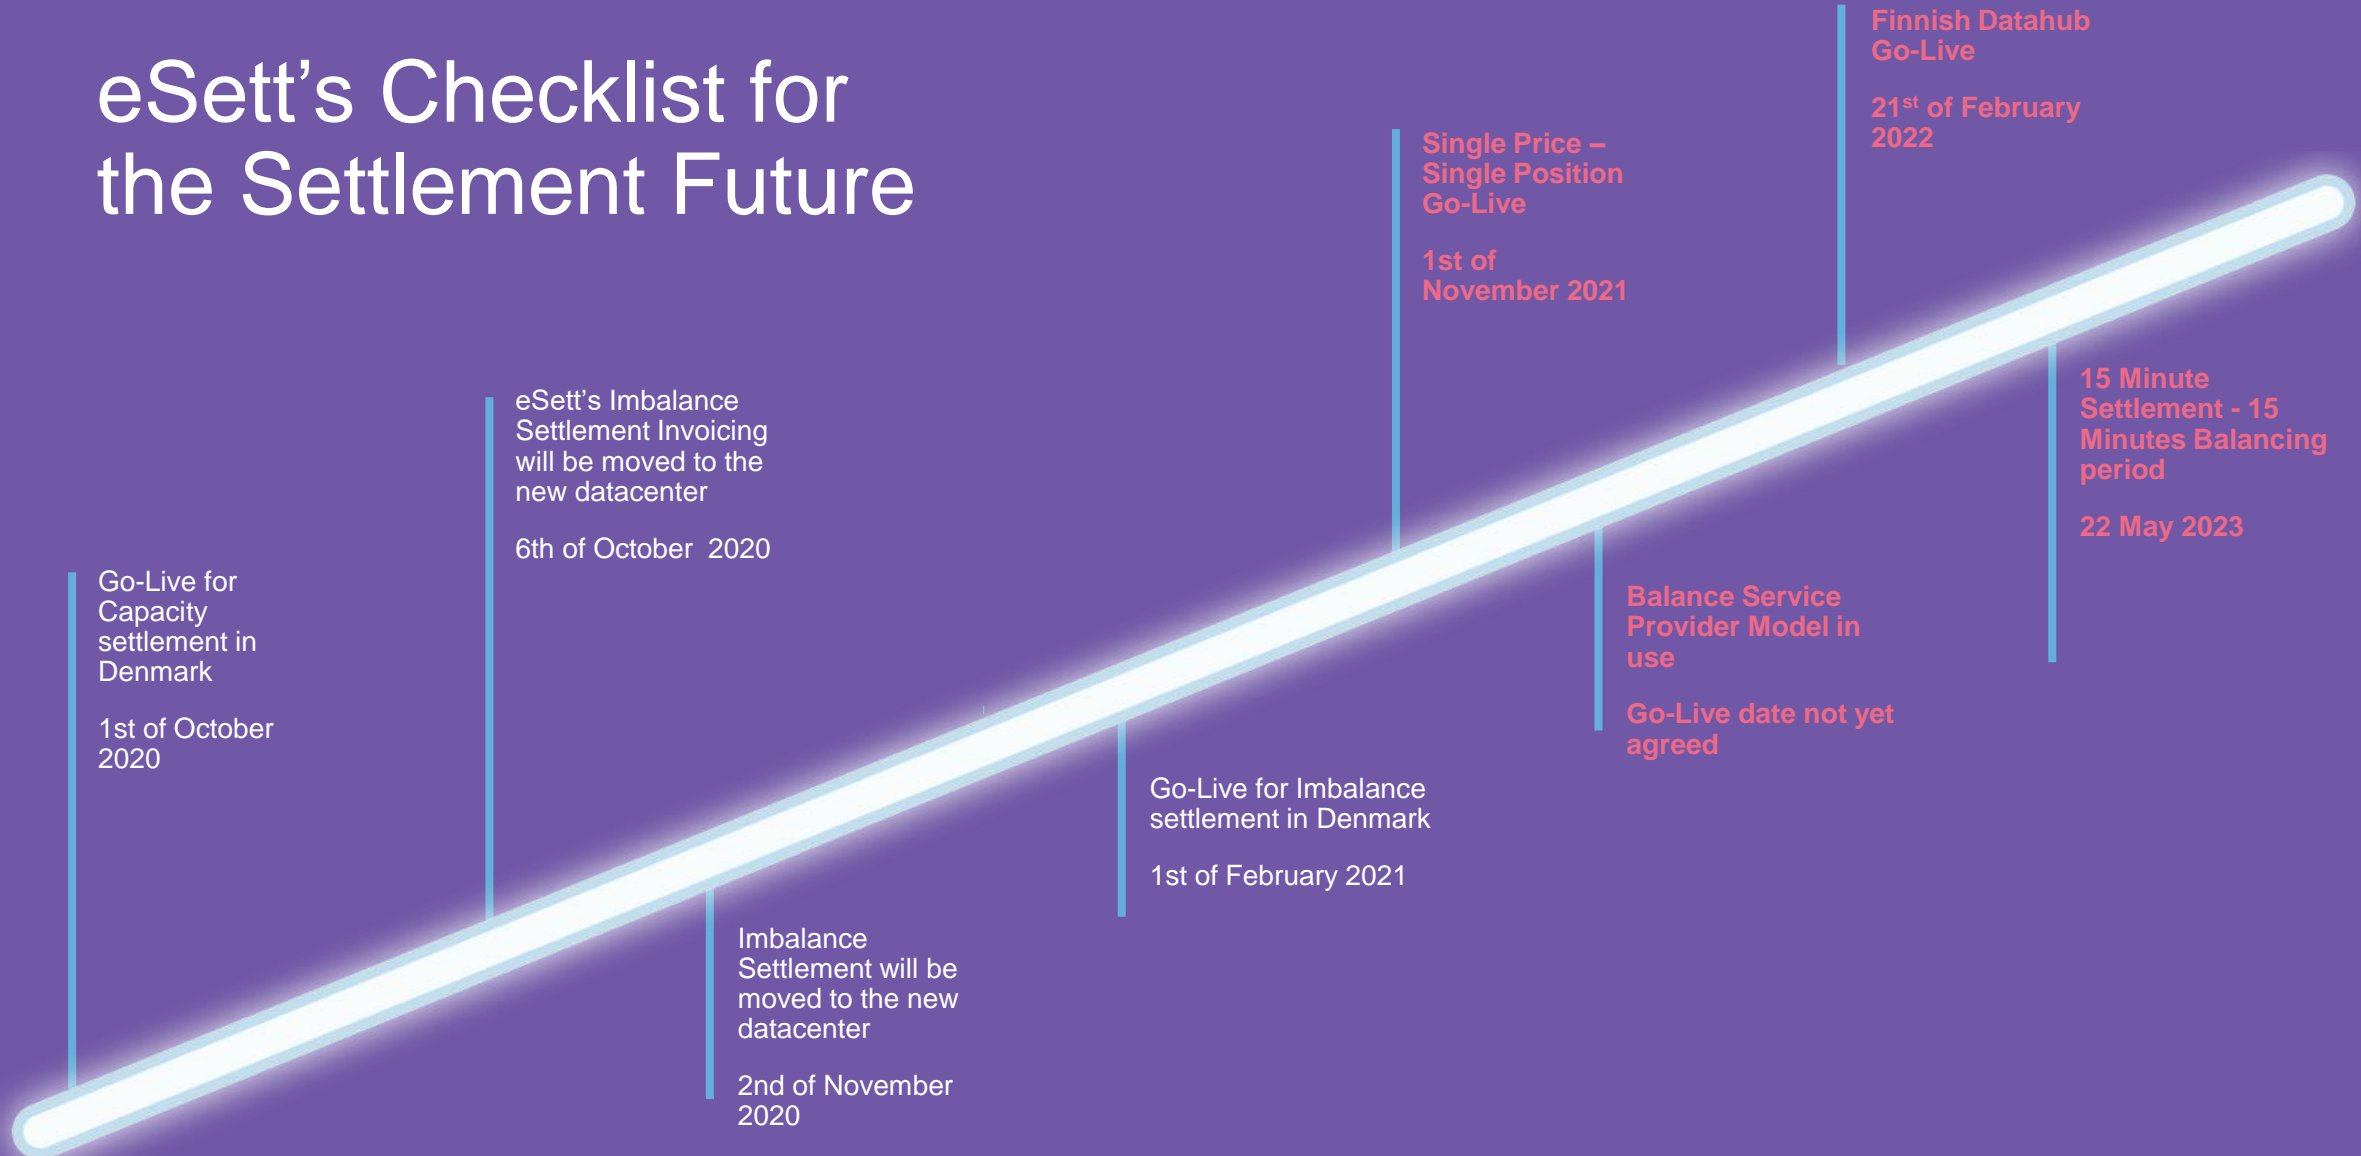 eSett’s Checklist for
the Settlement Future
Go-Live for
Capacity
settlement in
Denmark
1st of October
2020
eSett’s Imbalance
Settlement Invoicing
will be moved to the
new datacenter
6th of October  2020
Imbalance
Settlement will be
moved to the new
datacenter
2nd of November
2020
Go-Live for Imbalance
settlement in Denmark
1st of February 2021
Single Price –
Single Position
Go-Live
1st of
November 2021
Balance Service
Provider Model in
use
Go-Live date not yet
agreed
Finnish Datahub
Go-Live
21st of February
2022
15 Minute
Settlement - 15
Minutes Balancing
period
22 May 2023